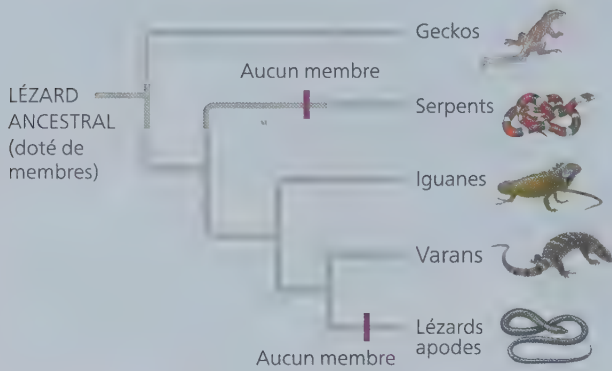 Geckos
Aucun membre
LÉZARD
ANCESTRAL
(doté de
membres)
Serpents
Iguanes
Varans
Lézards
apodes
Aucun membre